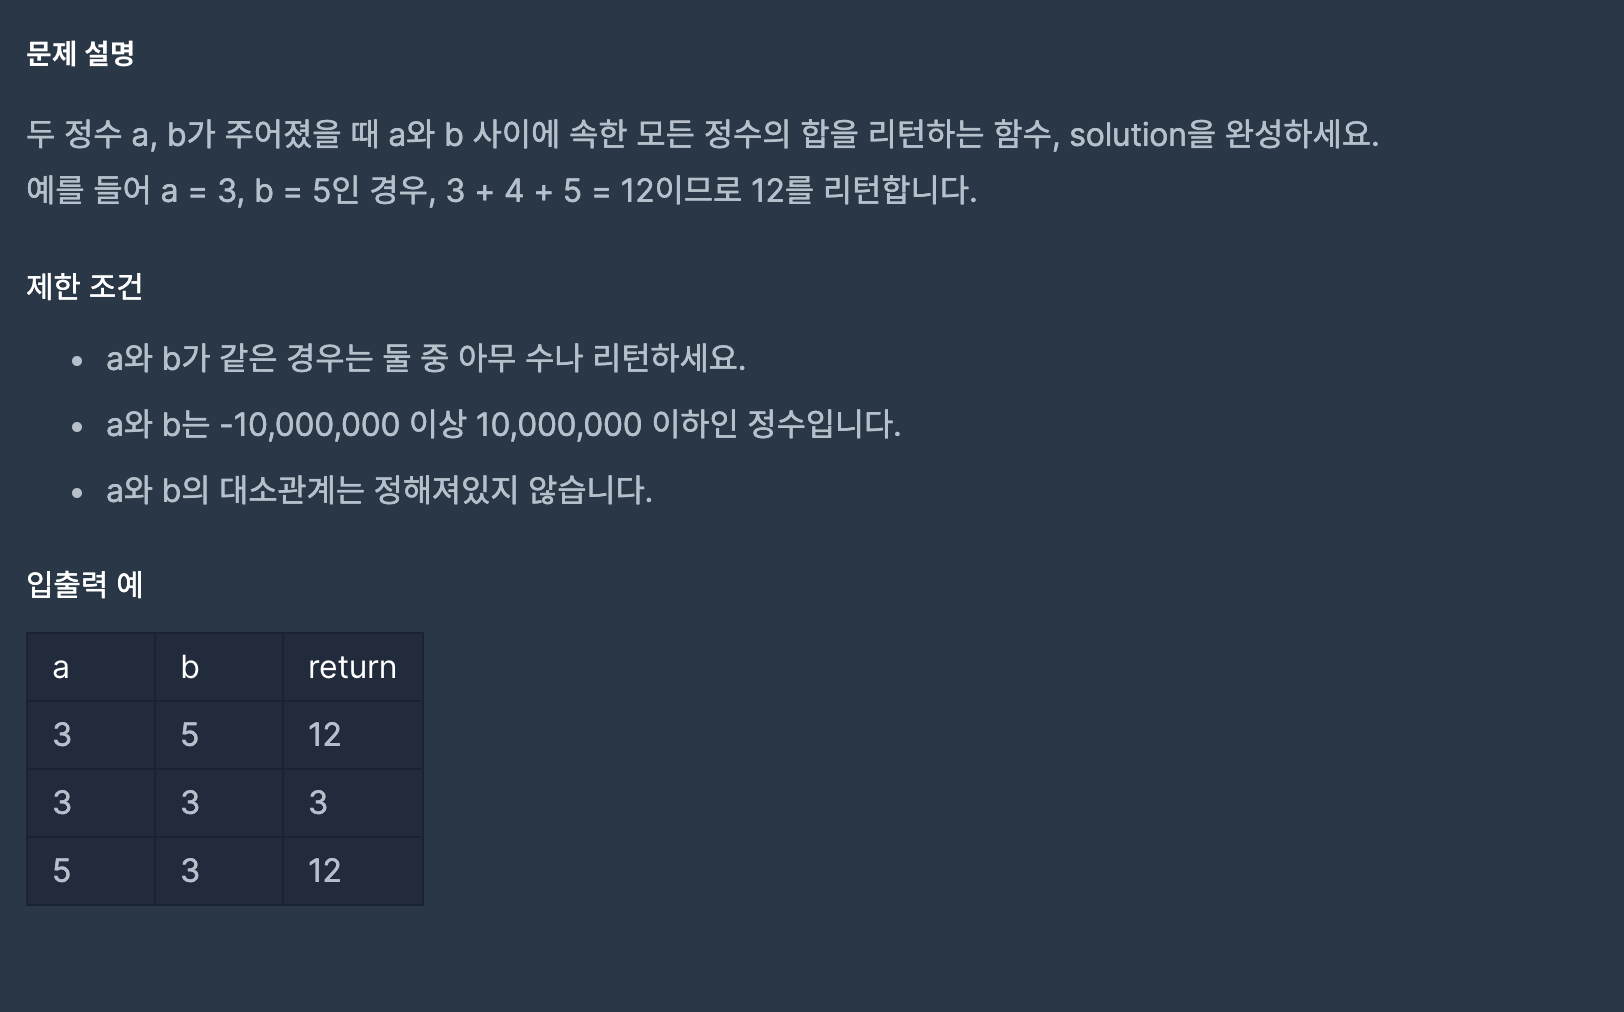 문제 설명
두 정수 a, b가 주어졌을 때 a와 b 사이에 속한 모든 정수의 합을 리턴하는 함수, solution을 완성하세요.
예를 들어 a = 3, b = 5인 경우, 3 + 4 + 5 = 12이므로 12를 리턴합니다.
제한 조건
• a와 b가 같은 경우는 둘 중 아무 수나 리턴하세요.
• a와 b는 -10,000,000 이상 10,000,000 이하인 정수입니다.
• a와 b의 대소관계는 정해져있지 않습니다.
입출력 예
a b return
3 5 12
3 3 3
5 3 12